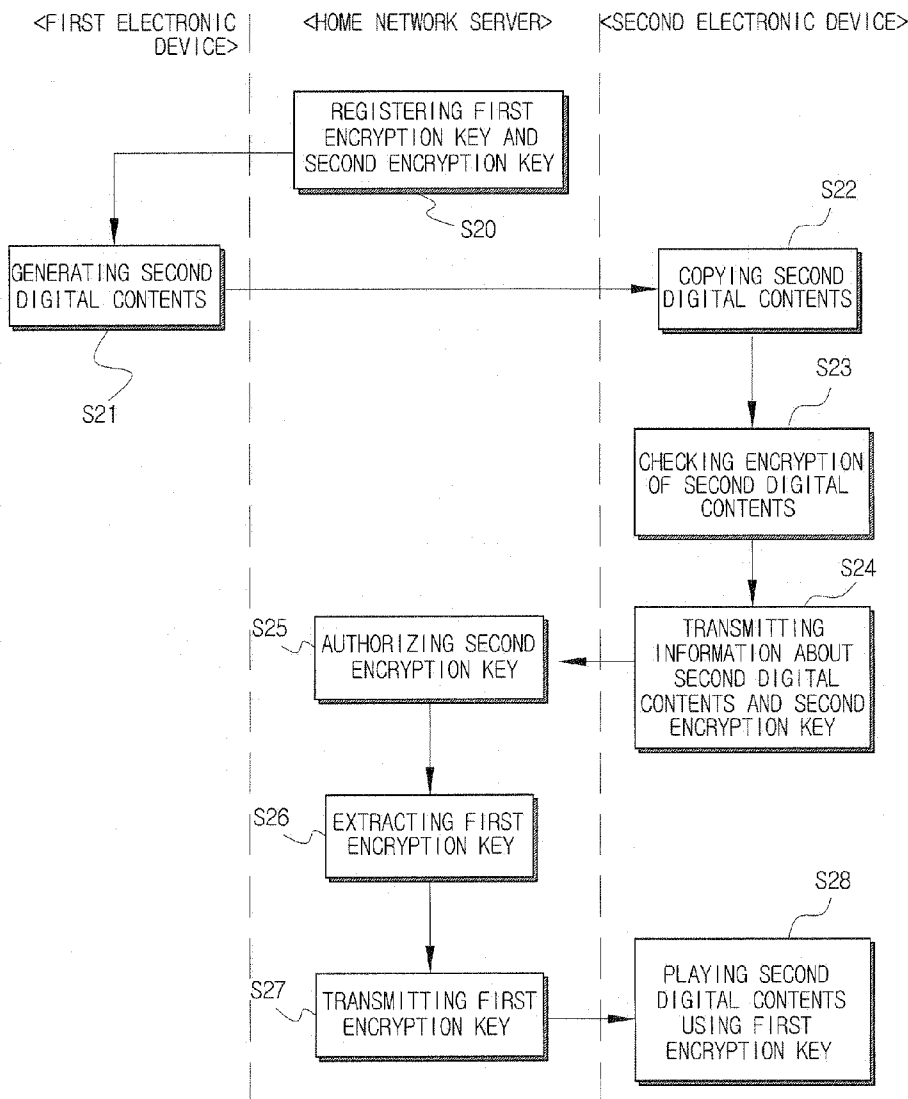 <FIRST ELECTRONIC
DEVICE>
<HOME NETWORK SERVER>
<SECOND ELECTRONIC DEVICE>
REGISTERING FIRST
ENCRYPTION KEY AND
SECOND ENCRYPTION KEY
S20
GENERATING SECOND
DIGITAL CONTENTS
S21
S22
COPYING SECOND
DIGITAL CONTENTS
S23
CHECKING ENCRYPTION
OF SECOND DIGITAL
CONTENTS
S24
TRANSMITTING
INFORMATION ABOUT
SECOND DIGITAL
CONTENTS AND SECOND
ENCRYPTION KEY
S25
AUTHORIZING SECOND
ENCRYPTION KEY
S26
EXTRACTING FIRST
ENCRYPTION KEY
S27
TRANSMITTING FIRST
ENCRYPTION KEY
S28
PLAYING SECOND
DIGITAL CONTENTS
USING FIRST
ENCRYPTION KEY